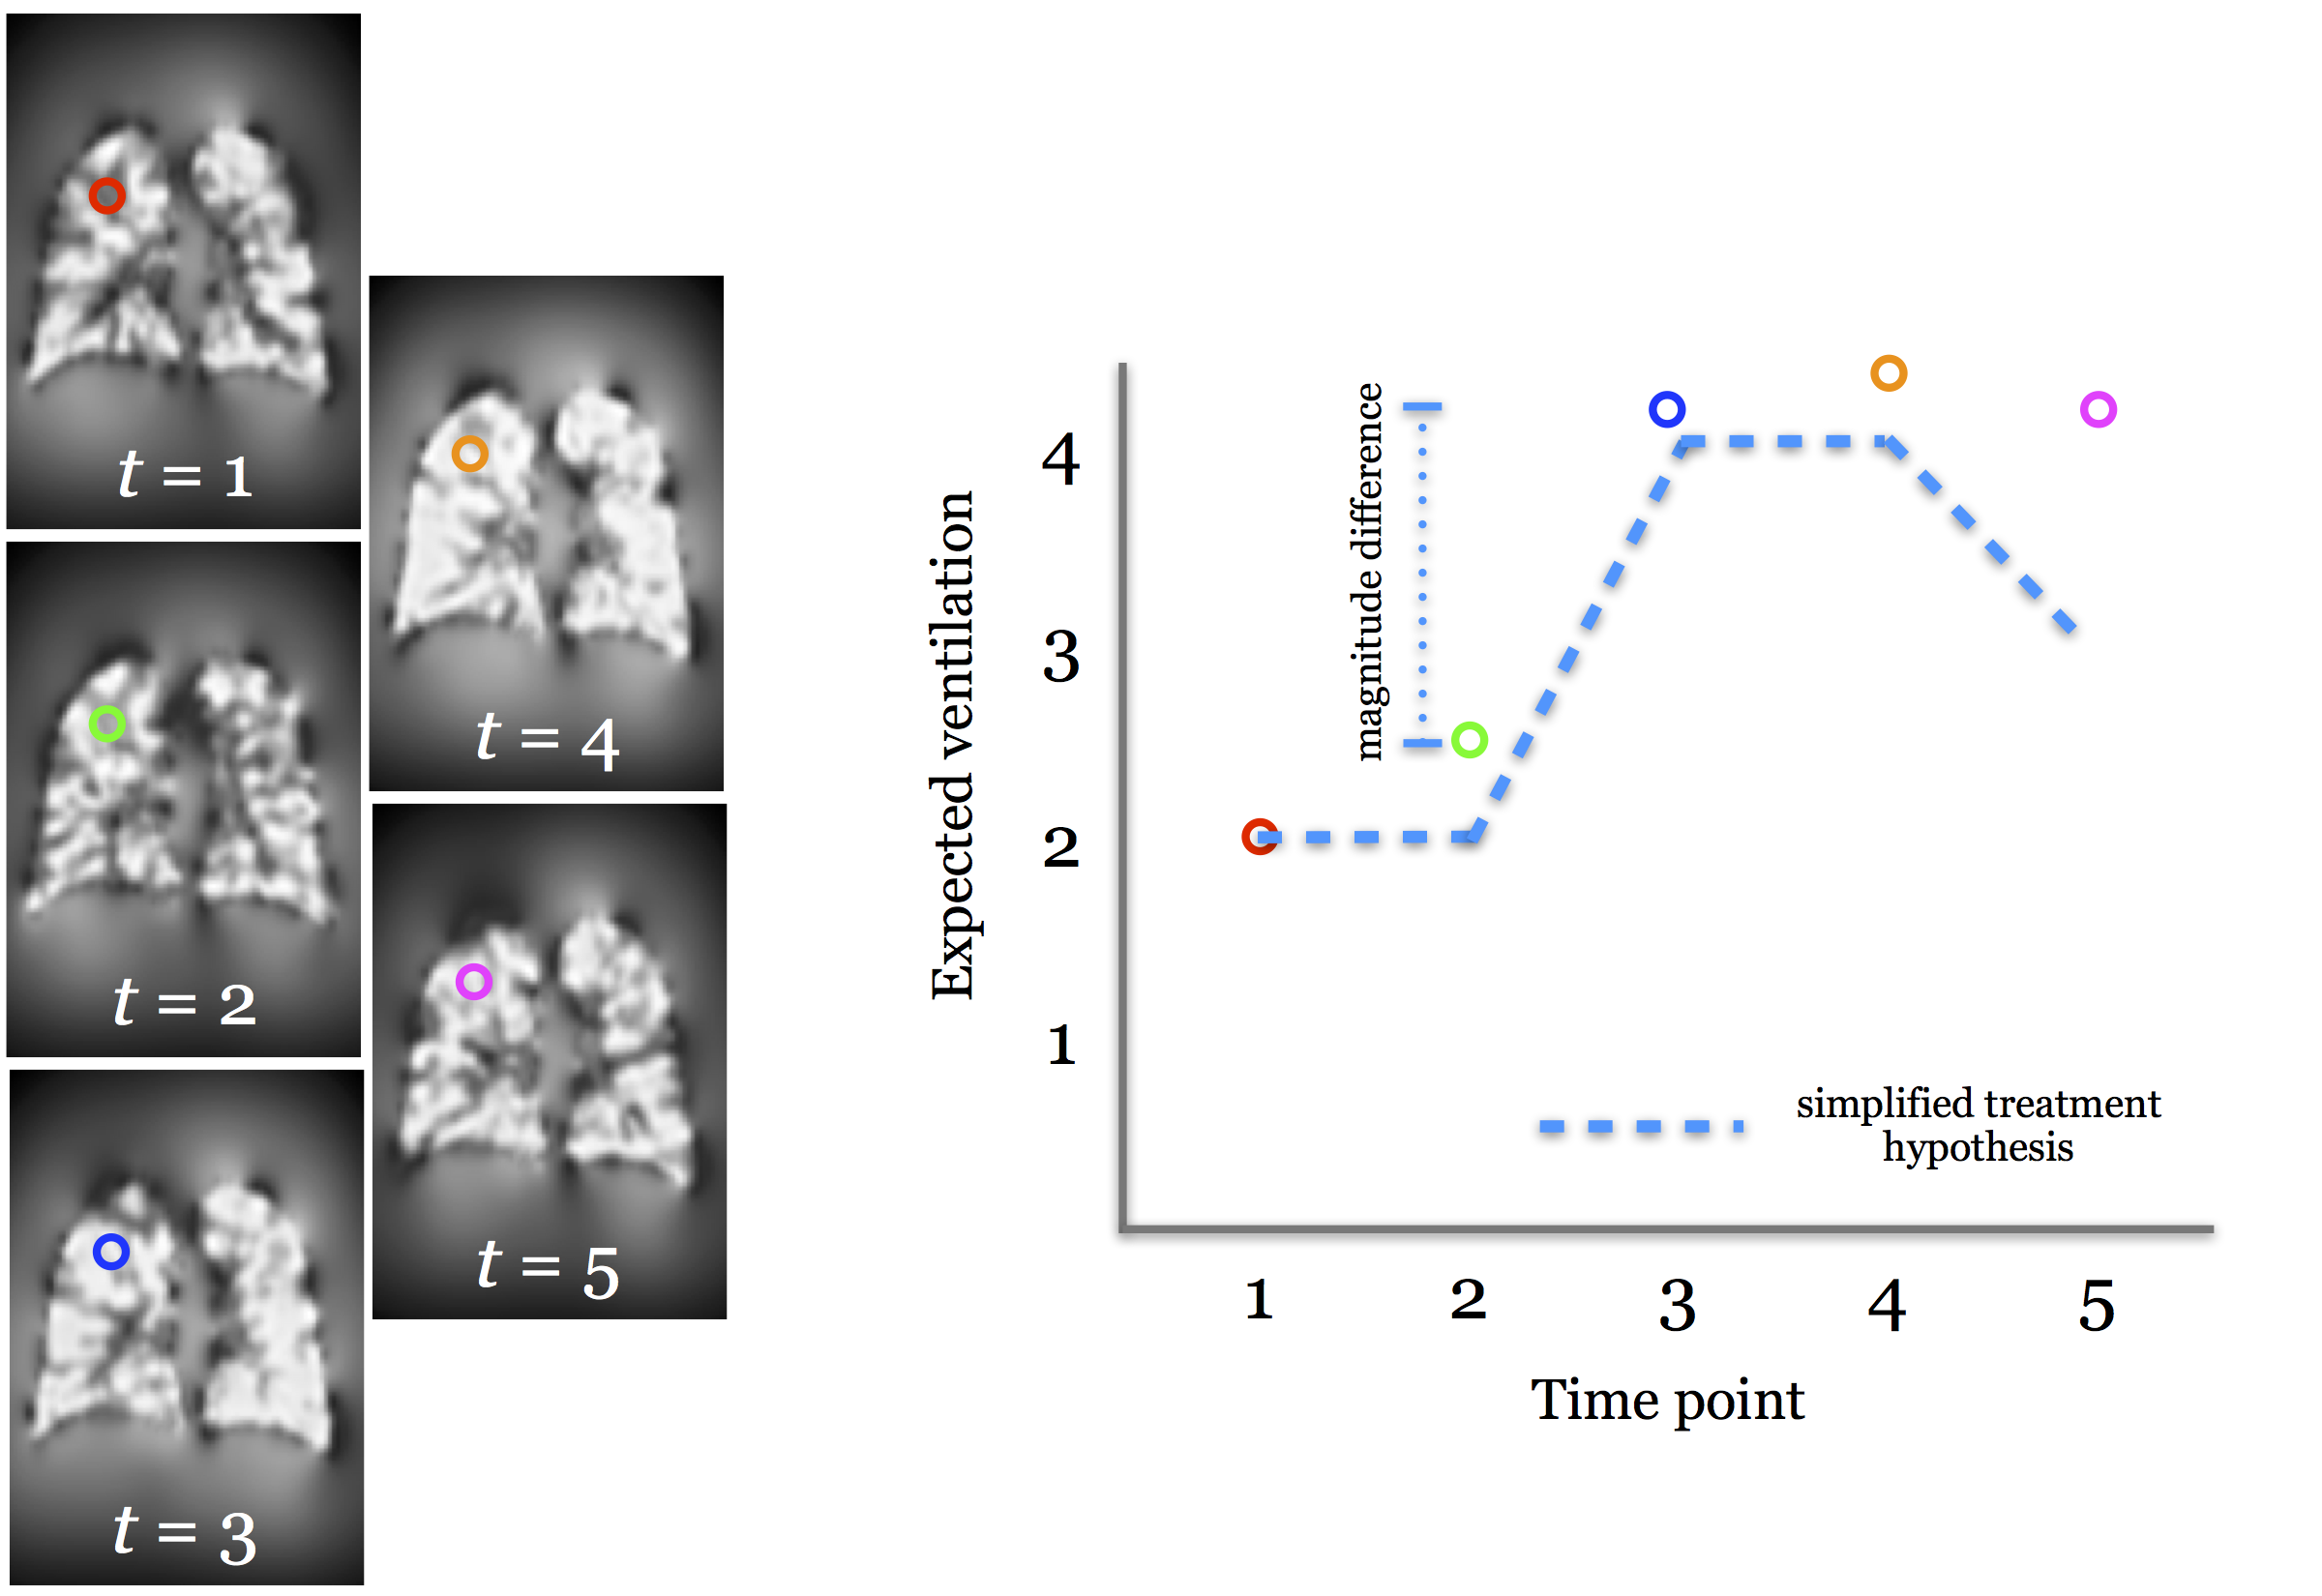 t = 1
t = 2
t = 3
t = 4
t = 5
Expected ventilation
4
3
2
1
magnitude difference
simplified treatment
hypothesis
1 2 3 4 5
Time point